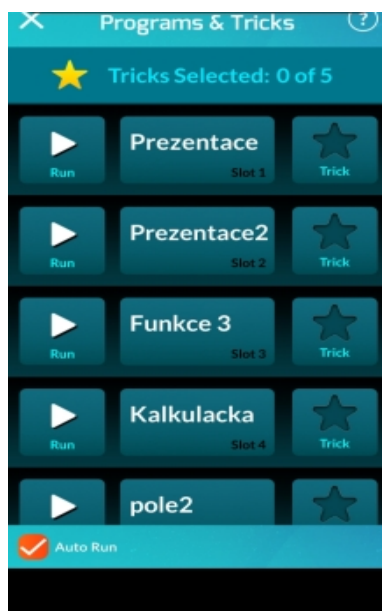 Programs & Tricks ?
Tricks Selected: 0 of 5
Prezentace
Run Slot 1 Trick
Prezentace2
Run Slot 2 Trick
Funkce 3
Run Slot 3 Trick
Kalkulacka
Run Slot 4 Trick
pole2
Auto Run